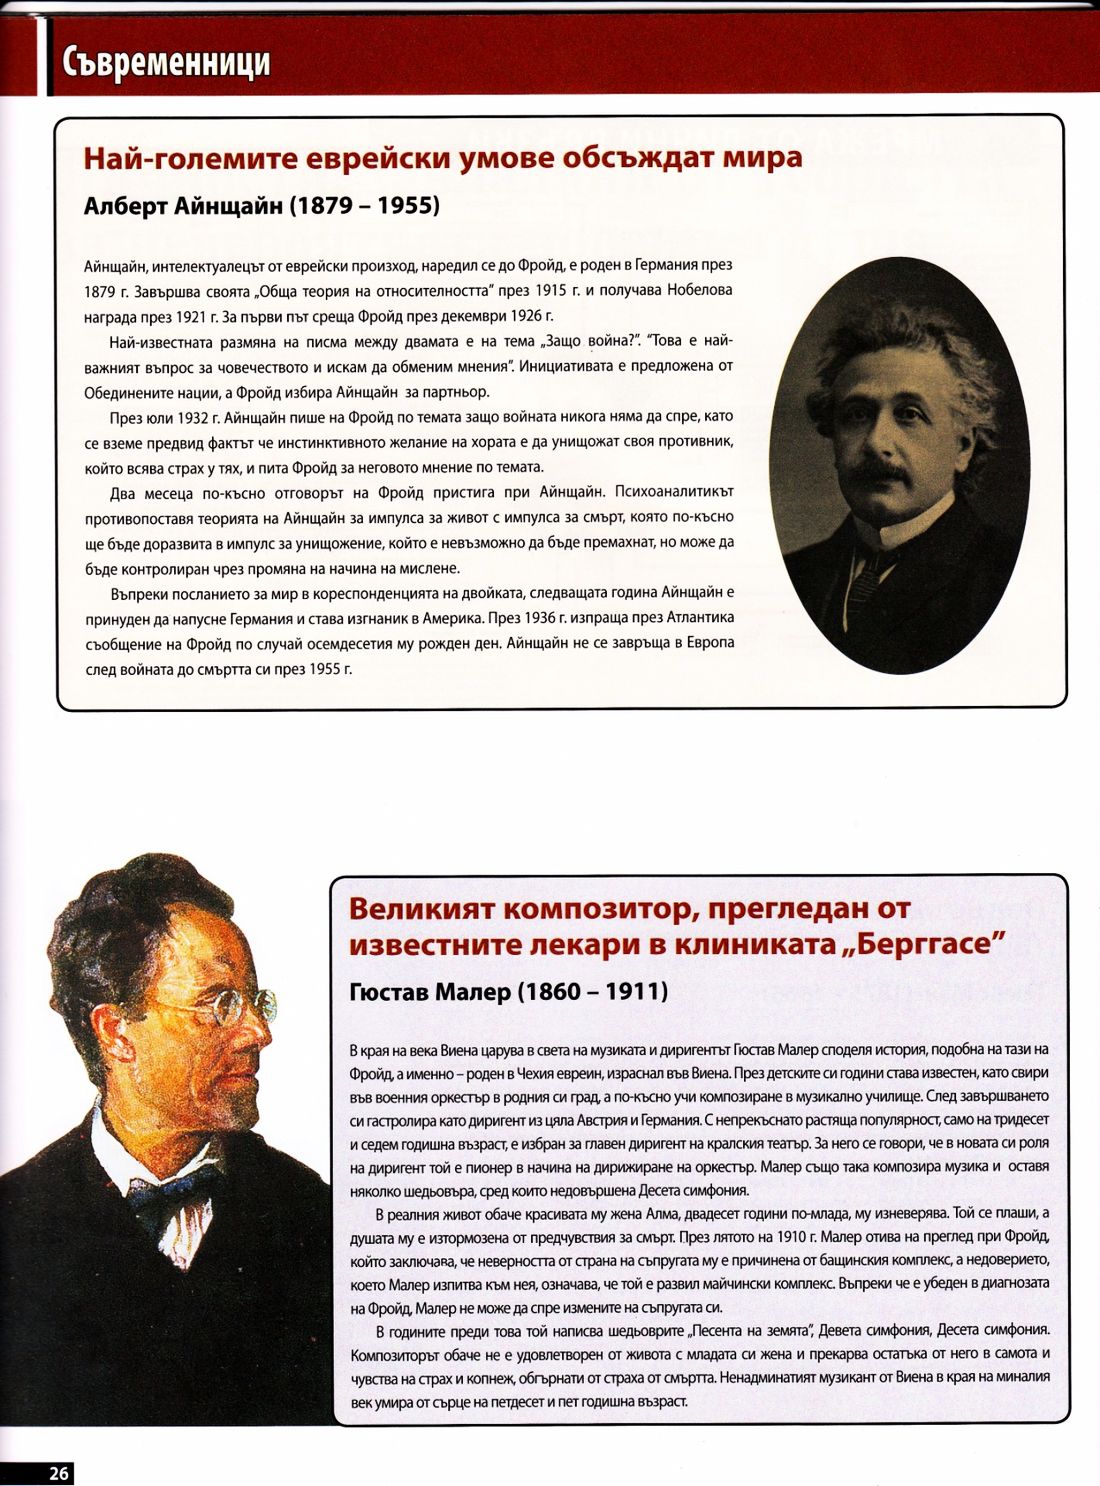 Съвременници
Най-големите еврейски умове обсъждат мира
Алберт Айнщайн (1879 – 1955)
Айнщайн, интелектуалецът от еврейски произход, наредил се до Фройд, е роден в Германия през
1879 г. Завършва своята „Обща теория на относителността” през 1915 г. и получава Нобелова
награда през 1921 г. За първи път среща Фройд през декември 1926 г.
Най-известната размяна на писма между двамата е на тема „Защо война?”. “Това е най-
важният въпрос за човечеството и искам да обменим мнения”. Инициативата е предложена от
Обединените нации, а Фройд избира Айнщайн за партньор.
През юли 1932 г. Айнщайн пише на Фройд по темата защо войната никога няма да спре, като
се вземе предвид фактът че инстинктивното желание на хората е да унищожат своя противник,
който всява страх у тях, и пита Фройд за неговото мнение по темата.
Два месеца по-късно отговорът на Фройд пристига при Айнщайн. Психоаналитикът
противопоставя теорията на Айнщайн за импулса за живот с импулса за смърт, която по-късно
ще бъде доразвита в импулс за унищожение, който е невъзможно да бъде премахнат, но може да
бъде контролиран чрез промяна на начина на мислене.
Въпреки посланието за мир в кореспонденцията на двойката, следващата година Айнщайн е
принуден да напусне Германия и става изгнаник в Америка. През 1936 г. изпраща през Атлантика
съобщение на Фройд по случай осемдесетия му рожден ден. Айнщайн не се завръща в Европа
след войната до смъртта си през 1955 г.
Великият композитор, прегледан от
известните лекари в клиниката „Берггасе”
Гюстав Малер (1860 – 1911)
В края на века Виена царува в света на музиката и диригентът Гюстав Малер споделя история, подобна на тази на
Фройд, а именно – роден в Чехия евреин, израснал във Виена. През детските си години става известен, като свири
във военния оркестър в родния си град, а по-късно учи композиране в музикално училище. След завършването
си гастролира като диригент из цяла Австрия и Германия. С непрекъснато растяща популярност, само на тридесет
и седем годишна възраст, е избран за главен диригент на кралския театър. За него се говори, че в новата си роля
на диригент той е пионер в начина на дирижиране на оркестър. Малер също така композира музика и оставя
няколко шедьовъра, сред които недовършена Десета симфония.
В реалния живот обаче красивата му жена Алма, двадесет години по-млада, му изневерява. Той се плаши, а
душата му е изтормозена от предчувствия за смърт. През лятото на 1910 г. Малер отива на преглед при Фройд,
който заключава, че неверността от страна на съпругата му е причинена от бащинския комплекс, а недоверието,
което Малер изпитва към нея, означава, че той е развил майчински комплекс. Въпреки че е убеден в диагнозата
на Фройд, Малер не може да спре измените на съпругата си.
В годините преди това той написва шедьоврите „Песента на земята”, Девета симфония, Десета симфония.
Композиторът обаче не е удовлетворен от живота с младата си жена и прекарва остатъка от него в самота и
чувства на страх и копнеж, обгърнати от страха от смъртта. Ненадминатият музикант от Виена в края на миналия
век умира от сърце на петдесет и пет годишна възраст.
26